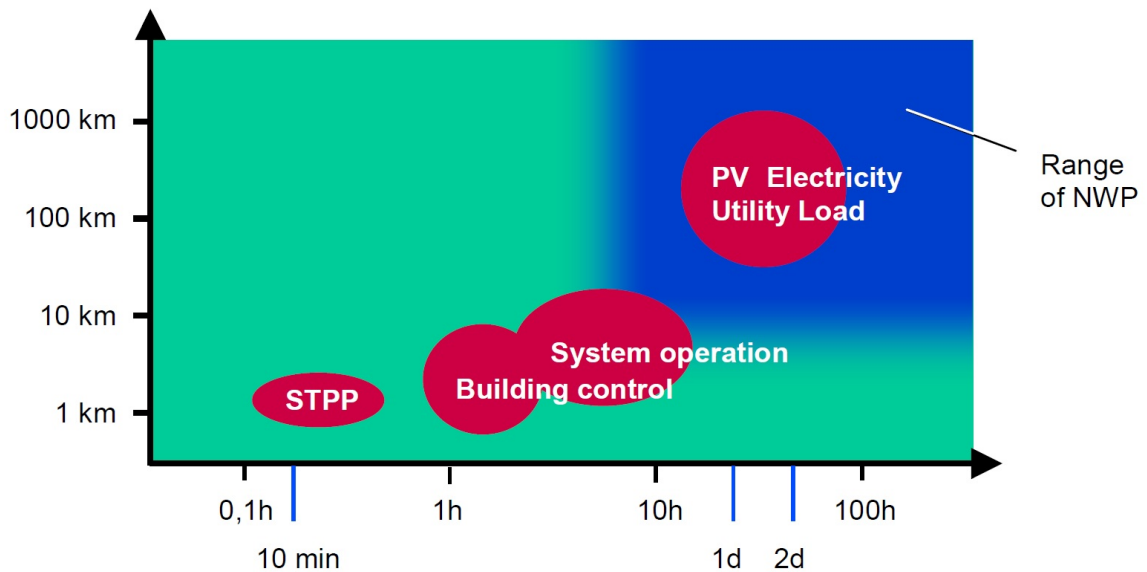 1000 km
Range
of NWP
PV Electricity
Utility Load
100 km
10 km
System operation
Building control
STPP
1 km
0,1h
1h
10h
100h
10 min
1d
2d